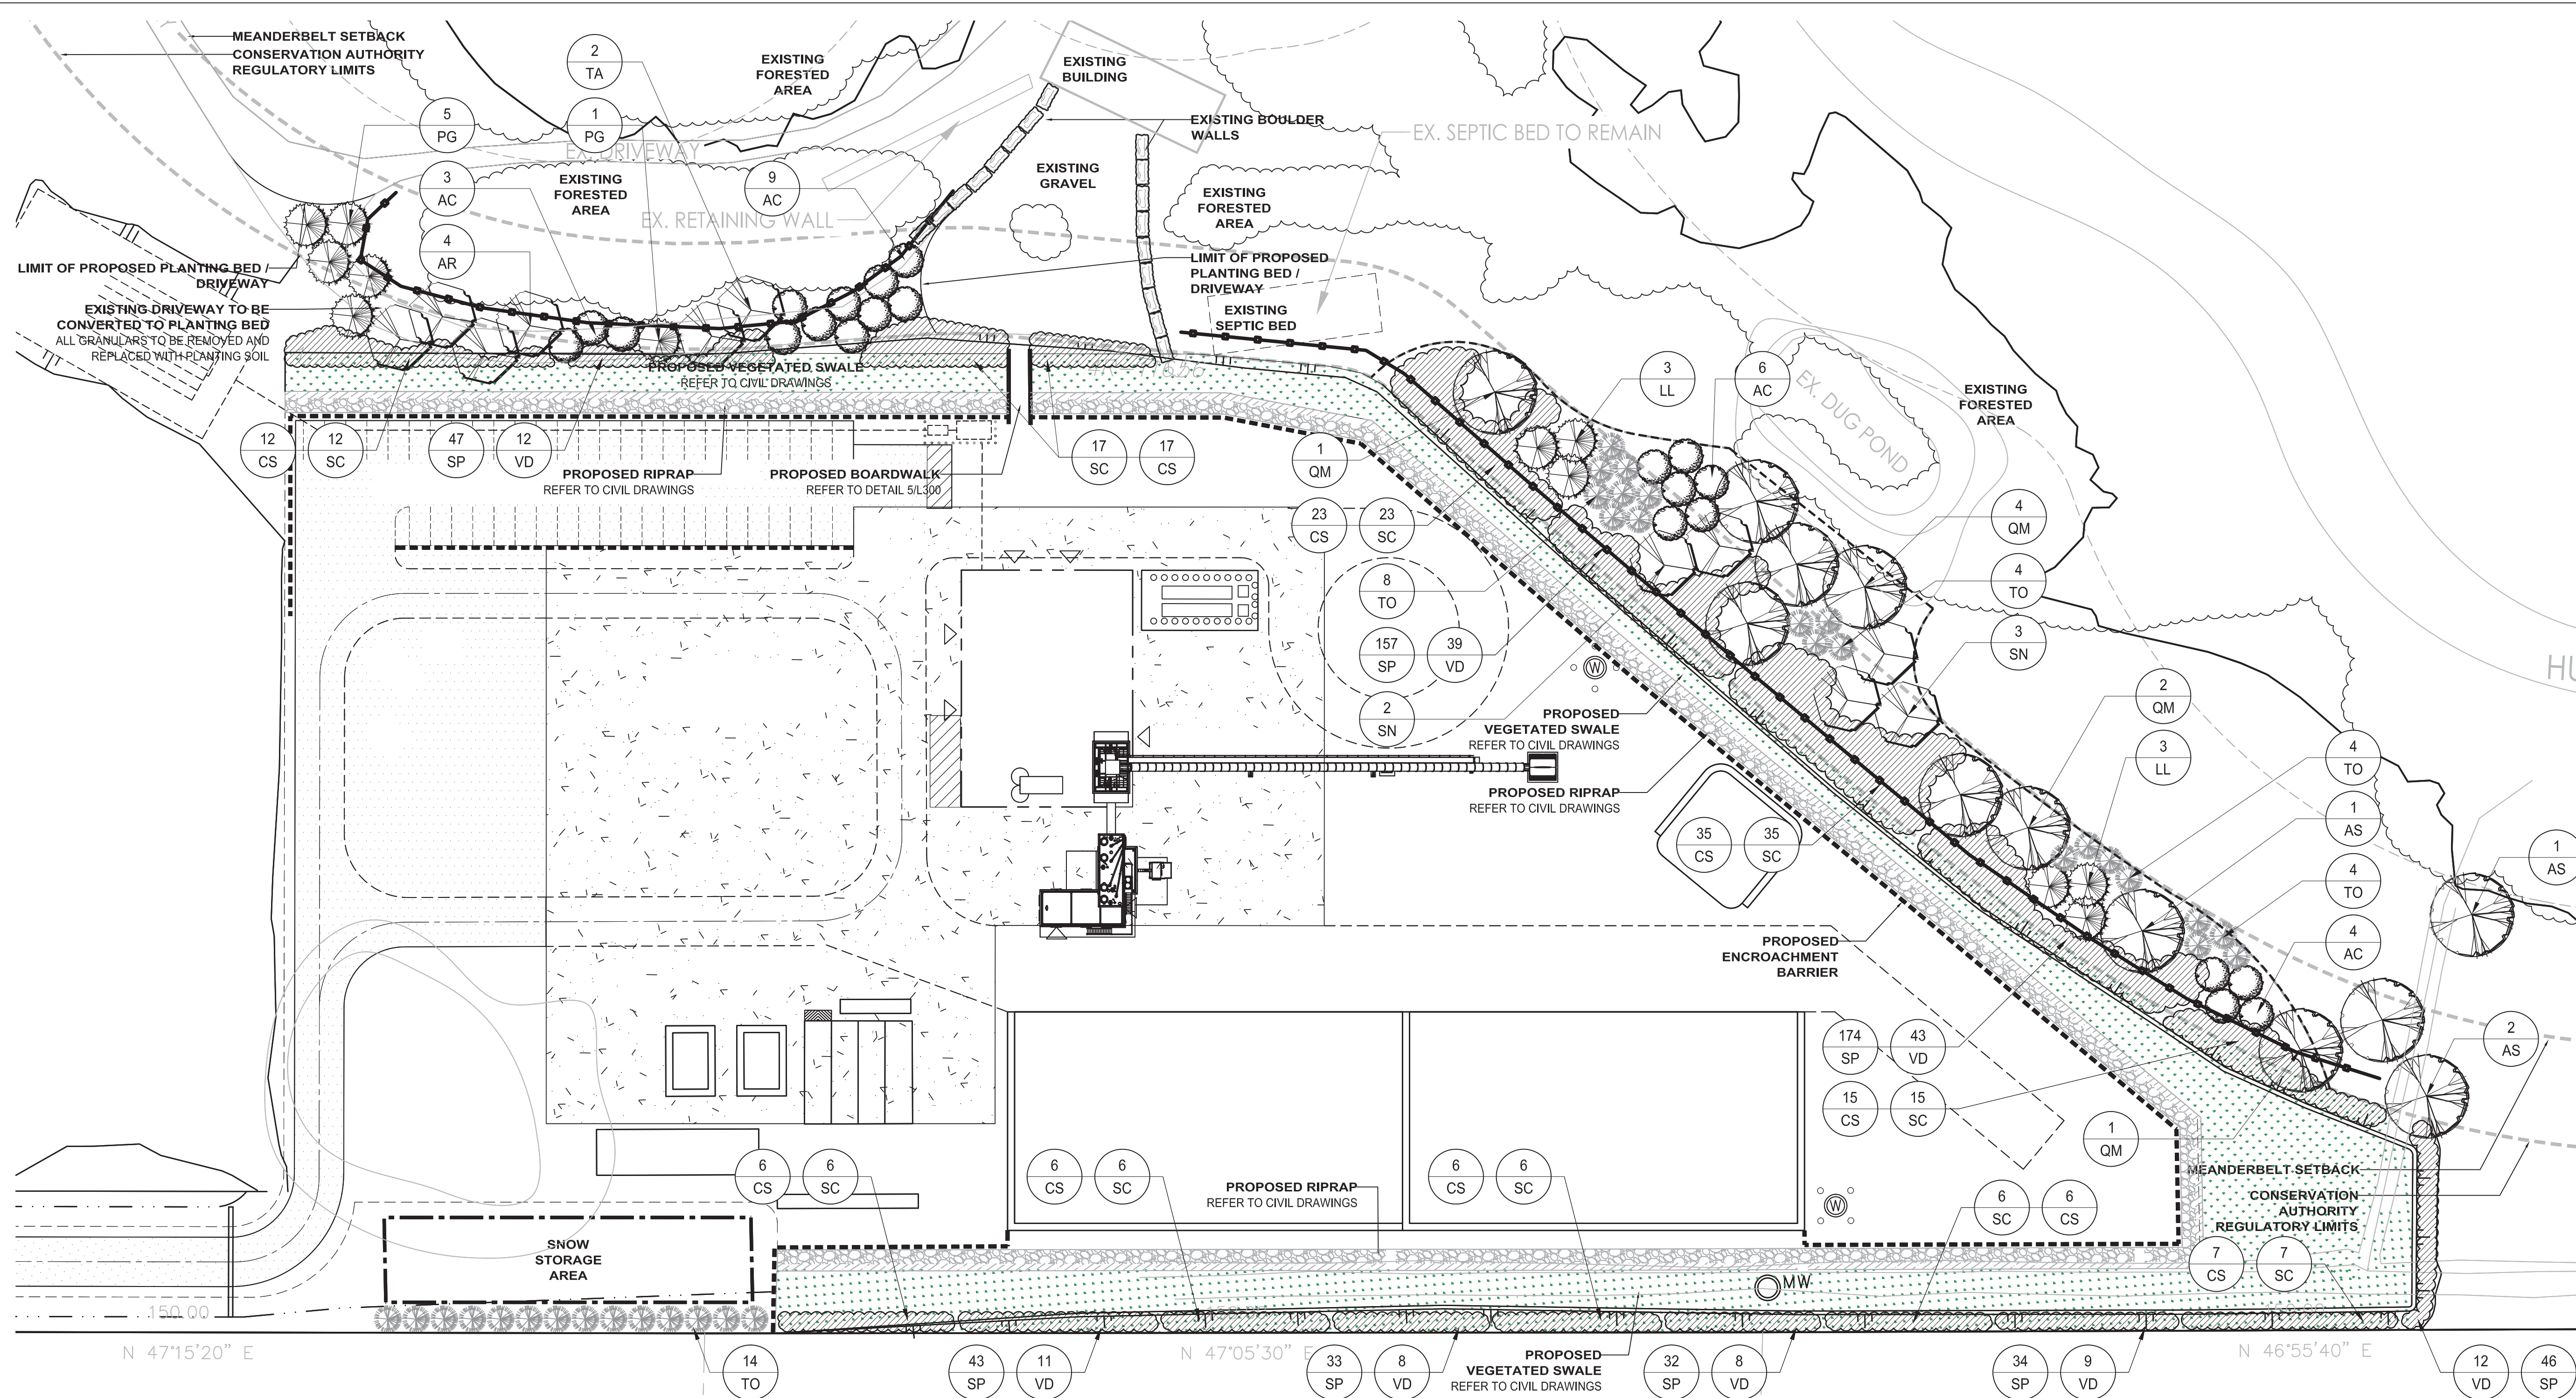 MEANDERBELT SETBACK
CONSERVATION AUTHORITY
REGULATORY LIMITS
2
TA
EXISTING
FORESTED
AREA
EXISTING
BUILDING
5
PG
1
PG
EX. DRIVEWAY
EXISTING BOULDER
WALLS
EX. SEPTIC BED TO REMAIN
3
AC
EXISTING
FORESTED
AREA
9
AC
EXISTING
GRAVEL
EXISTING
FORESTED
AREA
EX. RETAINING WALL
4
AR
LIMIT OF PROPOSED PLANTING BED /
DRIVEWAY
LIMIT OF PROPOSED
PLANTING BED /
DRIVEWAY
EXISTING DRIVEWAY TO BE
CONVERTED TO PLANTING BED
ALL GRANULARS TO BE REMOVED AND
REPLACED WITH PLANTING SOIL
EXISTING
SEPTIC BED
PROPOSED VEGETATED SWALE
REFER TO CIVIL DRAWINGS
3
LL
6
AC
EX. DUG POND
EXISTING
FORESTED
AREA
12
CS
12
SC
47
SP
12
VD
PROPOSED RIPRAP
REFER TO CIVIL DRAWINGS
PROPOSED BOARDWALK
REFER TO DETAIL 5/L300
17
SC
17
CS
1
QM
23
CS
23
SC
4
QM
8
TO
4
TO
157
SP
39
VD
3
SN
W
2
SN
PROPOSED
VEGETATED SWALE
REFER TO CIVIL DRAWINGS
2
QM
3
LL
4
TO
PROPOSED RIPRAP
REFER TO CIVIL DRAWINGS
35
CS
35
SC
1
AS
1
AS
4
TO
PROPOSED
ENCROACHMENT
BARRIER
4
AC
174
SP
43
VD
2
AS
15
CS
15
SC
1
QM
MEANDERBELT SETBACK
CONSERVATION
AUTHORITY
REGULATORY LIMITS
6
CS
6
SC
6
CS
6
SC
PROPOSED RIPRAP
REFER TO CIVIL DRAWINGS
6
CS
6
SC
W
6
SC
6
CS
SNOW
STORAGE
AREA
7
CS
7
SC
MW
150.00
N 47°15'20" E
14
TO
43
SP
11
VD
N 47°05'30" E
33
SP
8
VD
PROPOSED
VEGETATED SWALE
REFER TO CIVIL DRAWINGS
32
SP
8
VD
34
SP
9
VD
N 46°55'40" E
12
VD
46
SP